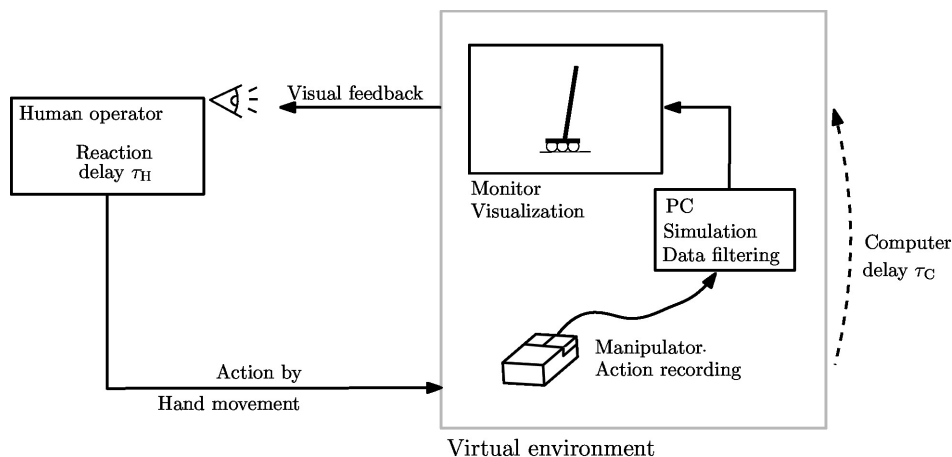 Human operator
Reaction
delay τH
Visual feedback
Monitor
Visualization
PC
Simulation
Data filtering
Computer
delay τC
Manipulator
Action recording
Action by
Hand movement
Virtual environment